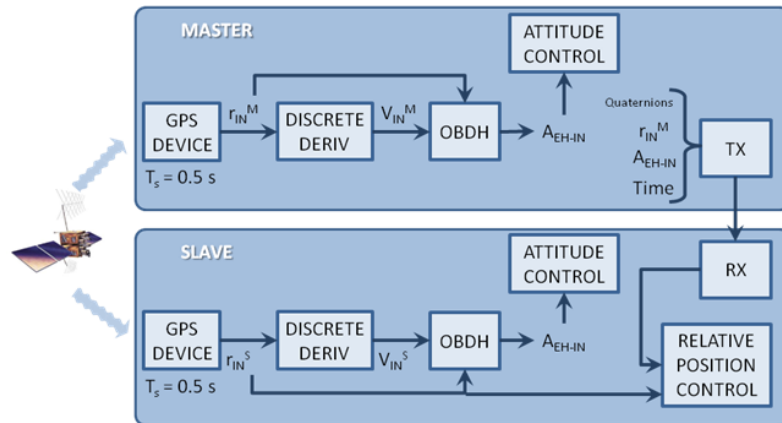 MASTER
ATTITUDE
CONTROL
GPS
DEVICE
r_IN^M
DISCRETE
DERIV
V_IN^M
OBDH
A_EH-IN
Quaternions
r_IN^M
A_EH-IN
Time
TX
T_s = 0.5 s
SLAVE
ATTITUDE
CONTROL
RX
GPS
DEVICE
r_IN^S
DISCRETE
DERIV
V_IN^S
OBDH
A_EH-IN
RELATIVE
POSITION
CONTROL
T_s = 0.5 s